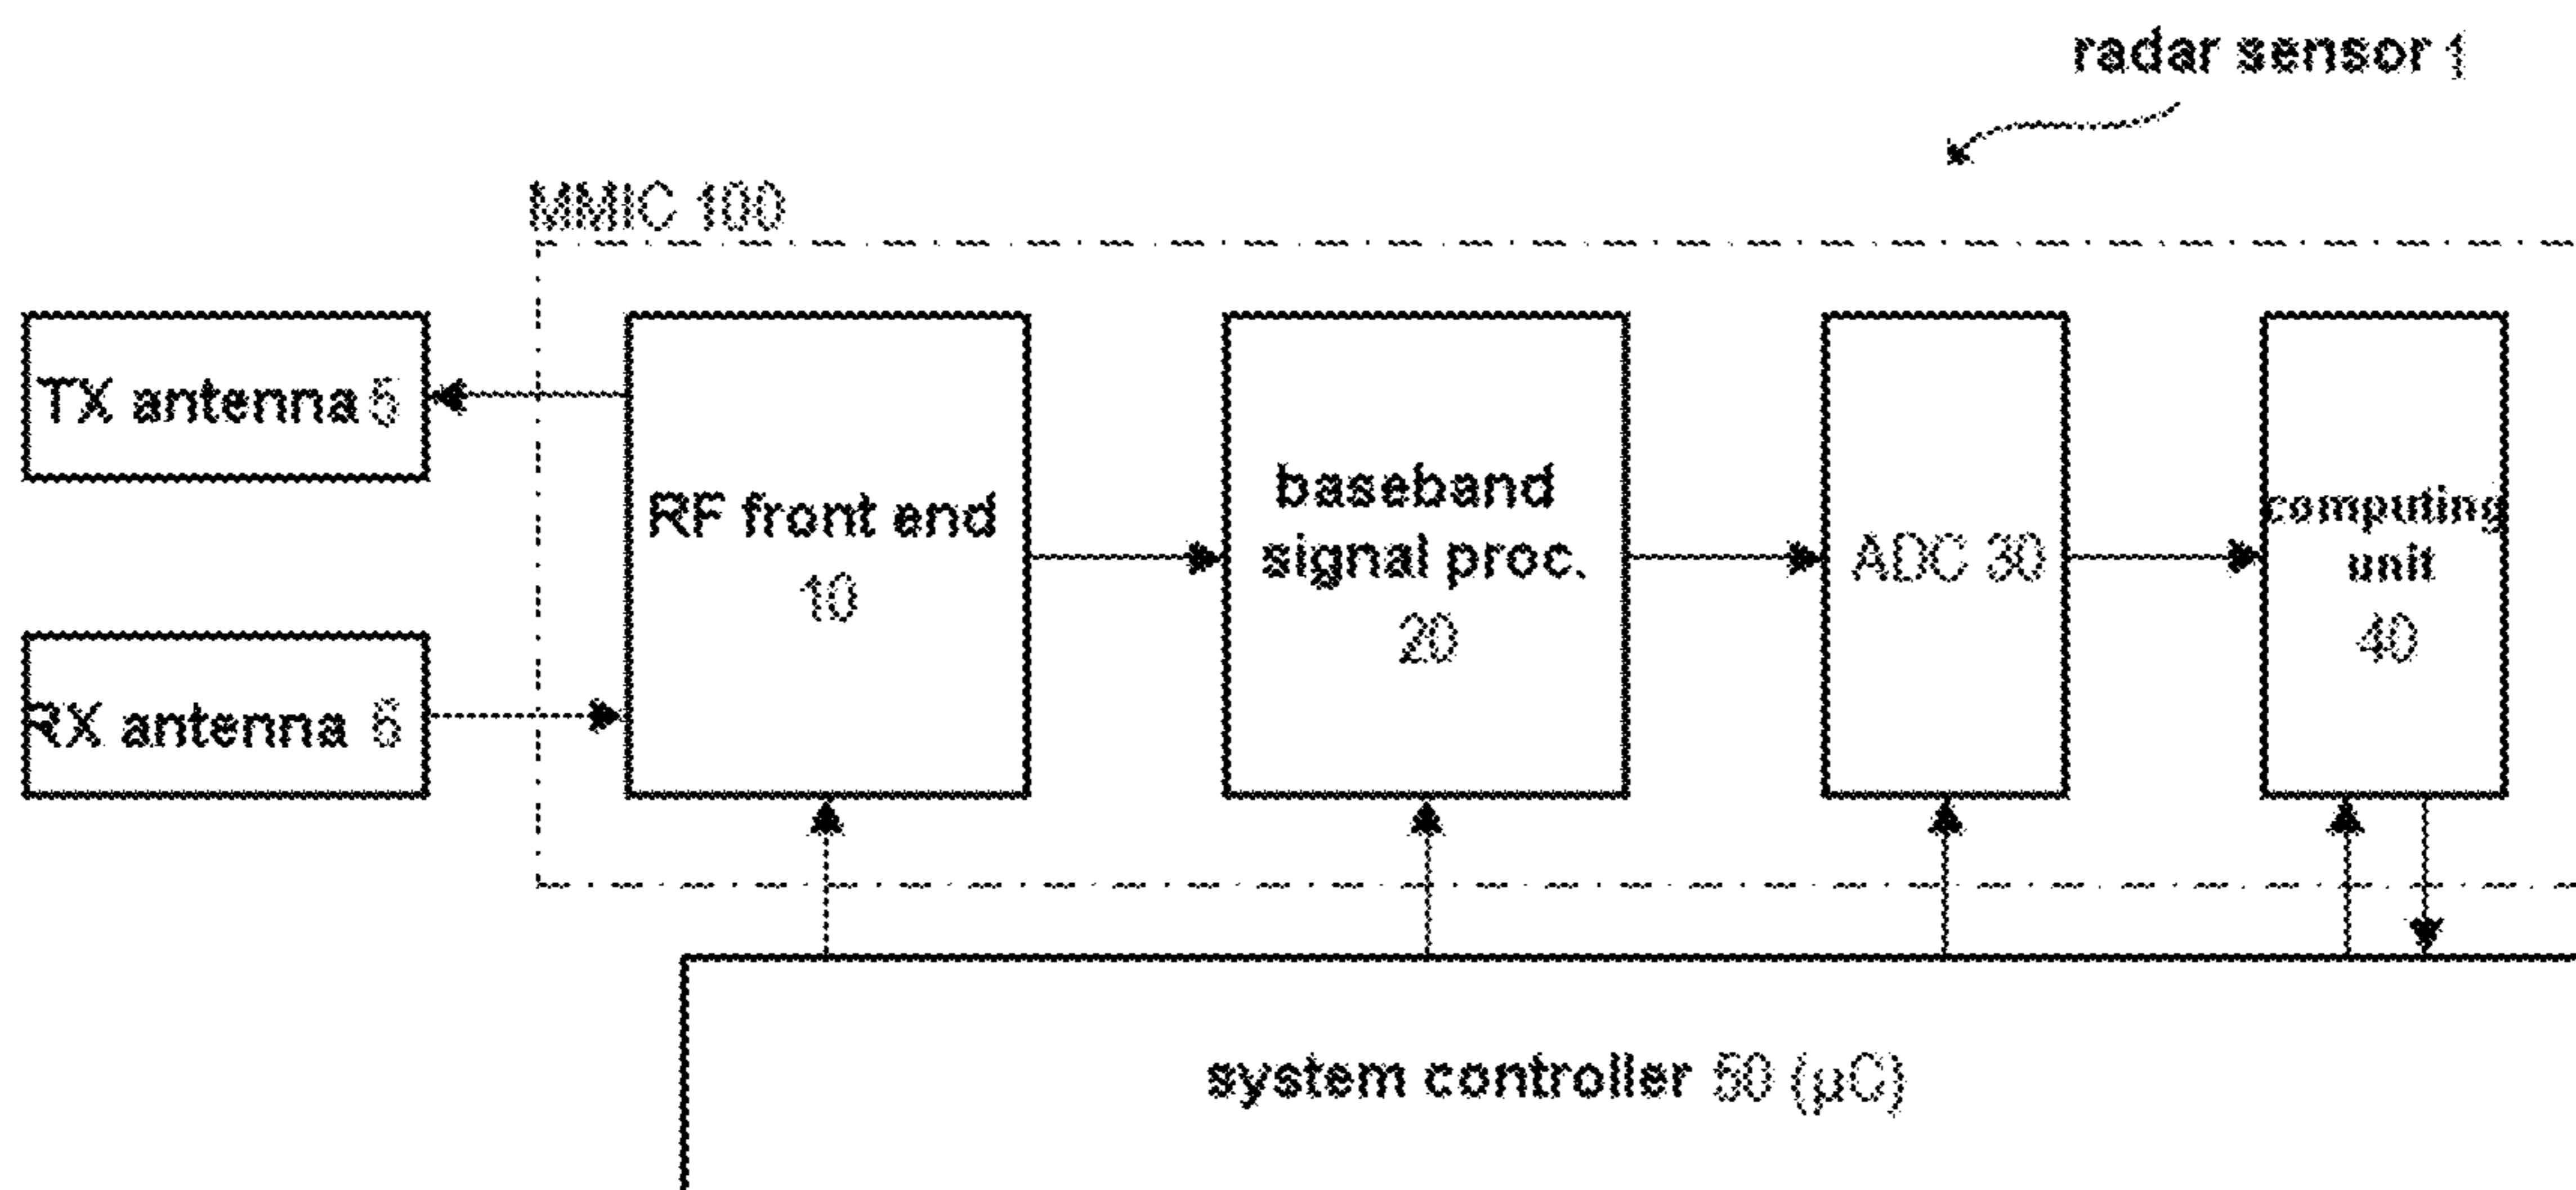 radar sensor 1
MMIC 100
TX antenna 5
RX antenna 6
RF front end
10
baseband
signal proc.
20
ADC 30
computing
unit
40
system controller 50 (µC)